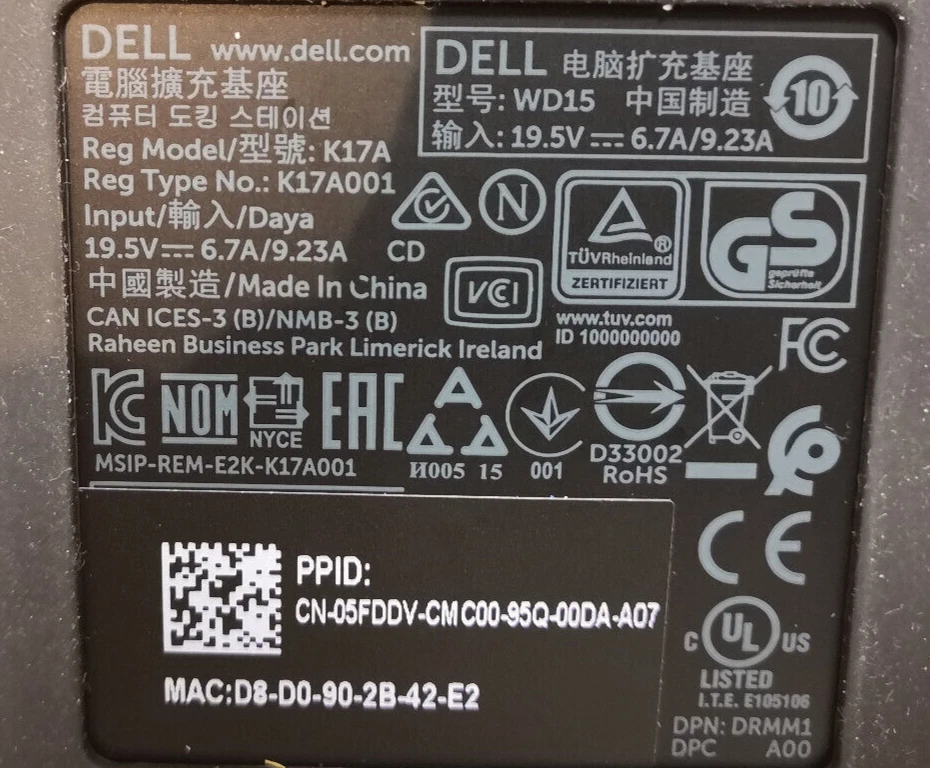 DELL www.dell.com
電腦擴充基座
컴퓨터 도킹 스테이션
Reg Model/型號: K17A
Reg Type No.: K17A001
Input/輸入/Daya
19.5V⎓ 6.7A/9.23A
中國製造/Made In China
CAN ICES-3 (B)/NMB-3 (B)
Raheen Business Park Limerick Ireland
DELL 电脑扩充基座
型号: WD15 中国制造
输入: 19.5V⎓ 6.7A/9.23A
10
CD
N
VCI
TÜVRheinland
ZERTIFIZIERT
GS
geprüfte
Sicherheit
www.tuv.com
ID 1000000000
FC
KC
NOM
NYCE
EAC
MSIP-REM-E2K-K17A001
И005 15
001
D33002
RoHS
CE
PPID:
CN-05FDDV-CMC00-95Q-00DA-A07
MAC:D8-D0-90-2B-42-E2
C UL US
LISTED
I.T.E. E105106
DPN: DRMM1
DPC A00